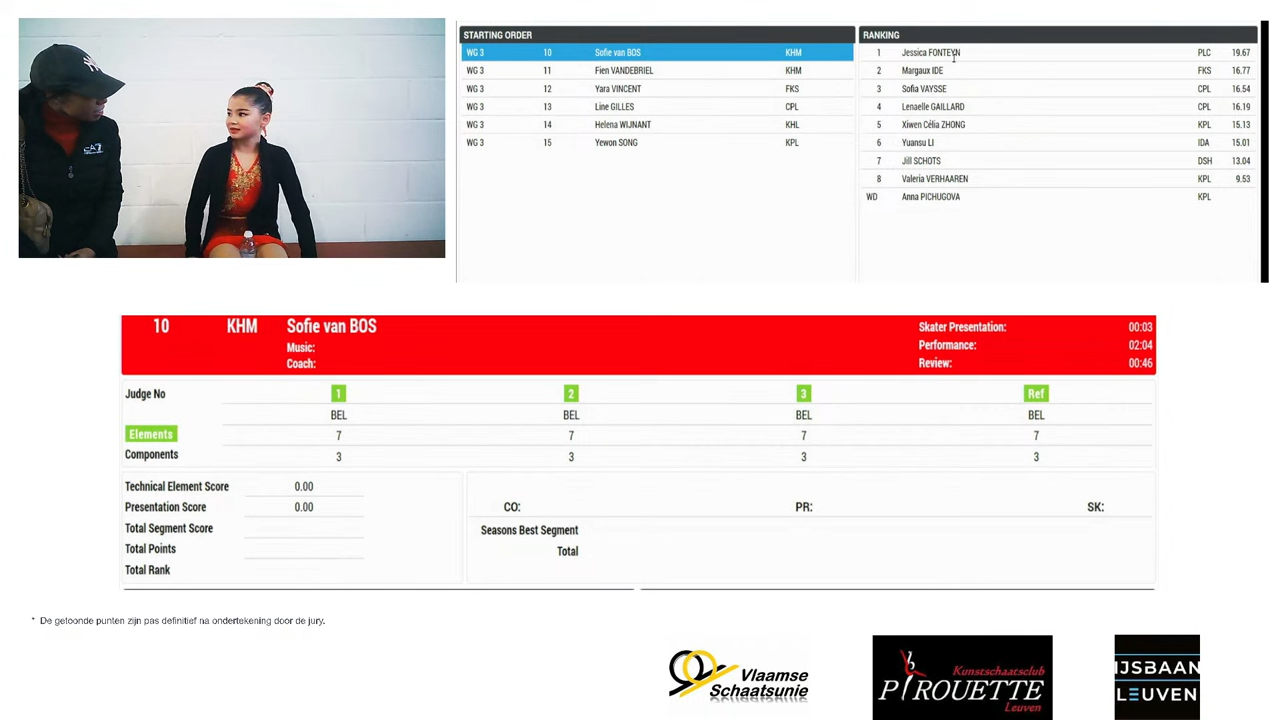 STARTING ORDER
WG 3 10 Sofie van BOS KHM
WG 3 11 Fien VANDEBRIEL KHM
WG 3 12 Yara VINCENT FKS
WG 3 13 Line GILLES CPL
WG 3 14 Helena WIJNANT KHL
WG 3 15 Yewon SONG KPL
RANKING
1 Jessica FONTEYN PLC 19.67
2 Margaux IDE FKS 16.77
3 Sofia VAYSSE CPL 16.54
4 Lenaelle GAILLARD CPL 16.19
5 Xiwen Célia ZHONG KPL 15.13
6 Yuansu LI IDA 15.01
7 Jill SCHOTS DSH 13.04
8 Valeria VERHAAREN KPL 9.53
WD Anna PICHUGOVA KPL
10 KHM Sofie van BOS
Music:
Coach:
Skater Presentation: 00:03
Performance: 02:04
Review: 00:46
Judge No 1 2 3 Ref
BEL BEL BEL BEL
Elements 7 7 7 7
Components 3 3 3 3
Technical Element Score 0.00
Presentation Score 0.00
Total Segment Score
Total Points
Total Rank
CO: PR: SK:
Seasons Best Segment
Total
* De getoonde punten zijn pas definitief na ondertekening door de jury.
Vlaamse
Schaatsunie
Kunstschaatsclub
PIROUETTE
Leuven
IJSBAAN
LEUVEN